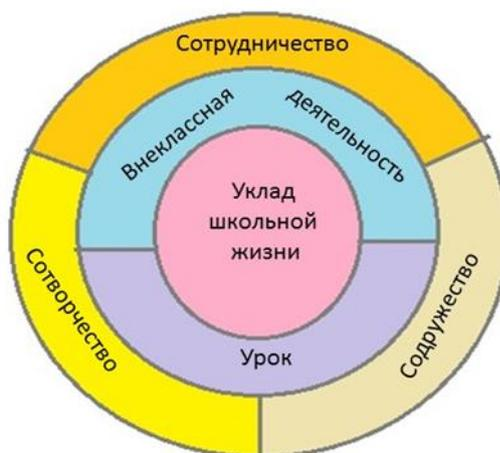 Сотрудничество
Внеклассная деятельность
Уклад
школьной
жизни
Сотворчество
Содружество
Урок